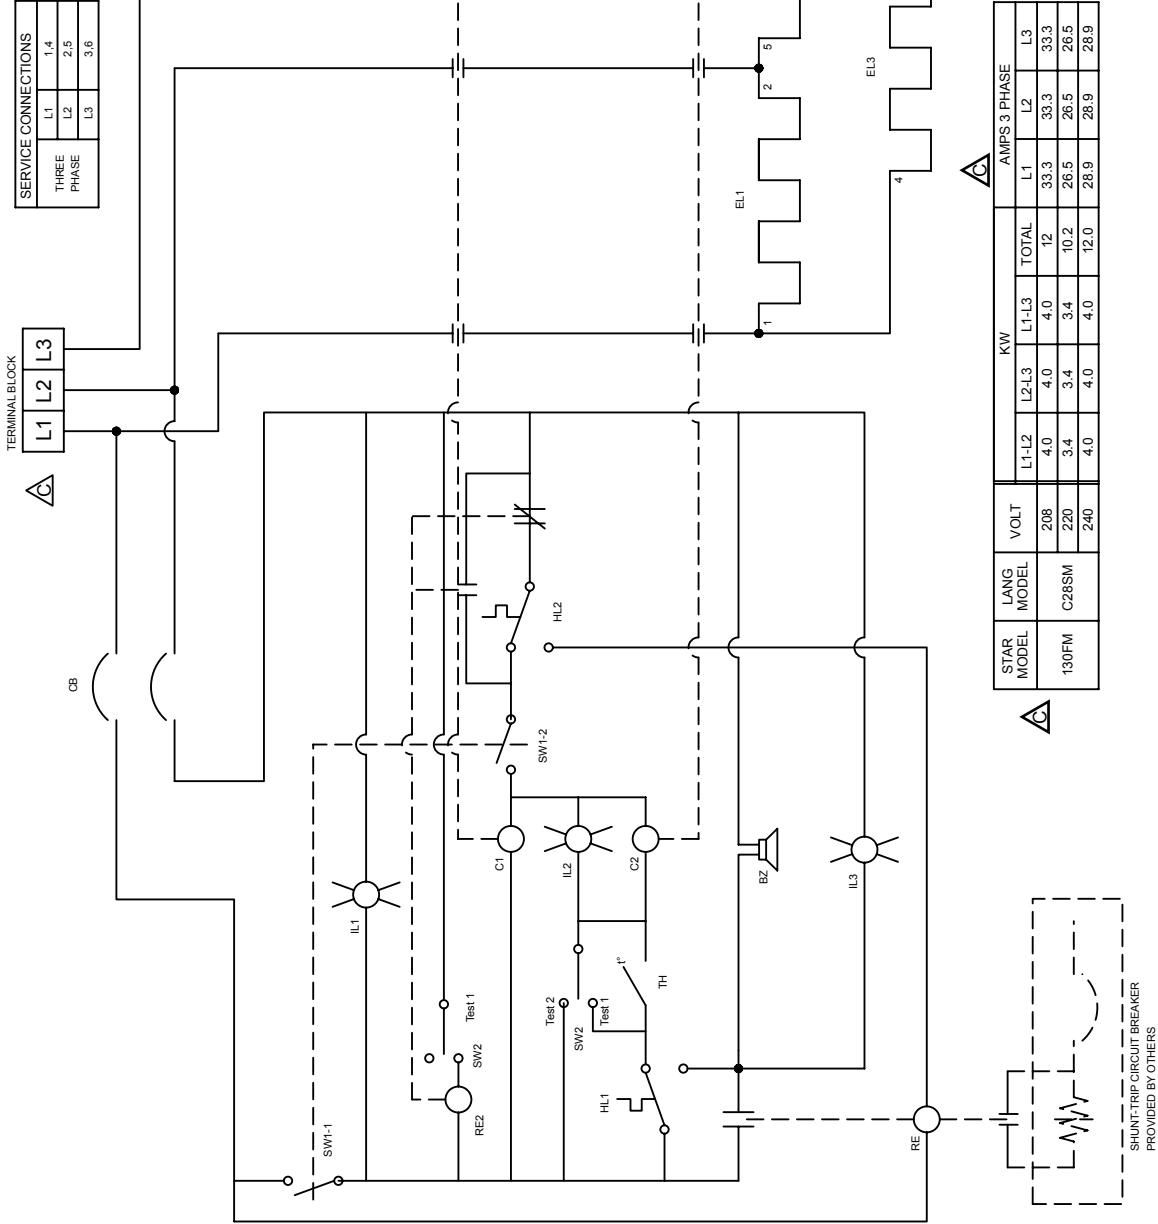 SERVICE CONNECTIONS
THREE PHASE
L1 1,4
L2 2,5
L3 3,6
TERMINAL BLOCK
L1 L2 L3
C
CB
5
2
EL3
EL1
4
1
HL2
SW1-2
C1
IL2
C2
BZ
IL3
IL1
Test 1
SW2
RE2
Test 2
SW2
Test 1
t°
TH
HL1
SW1-1
RE
SHUNT-TRIP CIRCUIT BREAKER
PROVIDED BY OTHERS
C
C
STAR MODEL LANG MODEL VOLT KW AMPS 3 PHASE
L1-L2 L2-L3 L1-L3 TOTAL L1 L2 L3
130FM C28SM
208 4.0 4.0 4.0 12 33.3 33.3 33.3
220 3.4 3.4 3.4 10.2 26.5 26.5 26.5
240 4.0 4.0 4.0 12.0 28.9 28.9 28.9